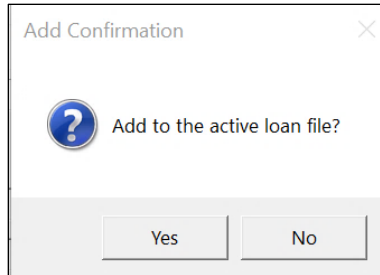 Add Confirmation
Add to the active loan file?
Yes
No